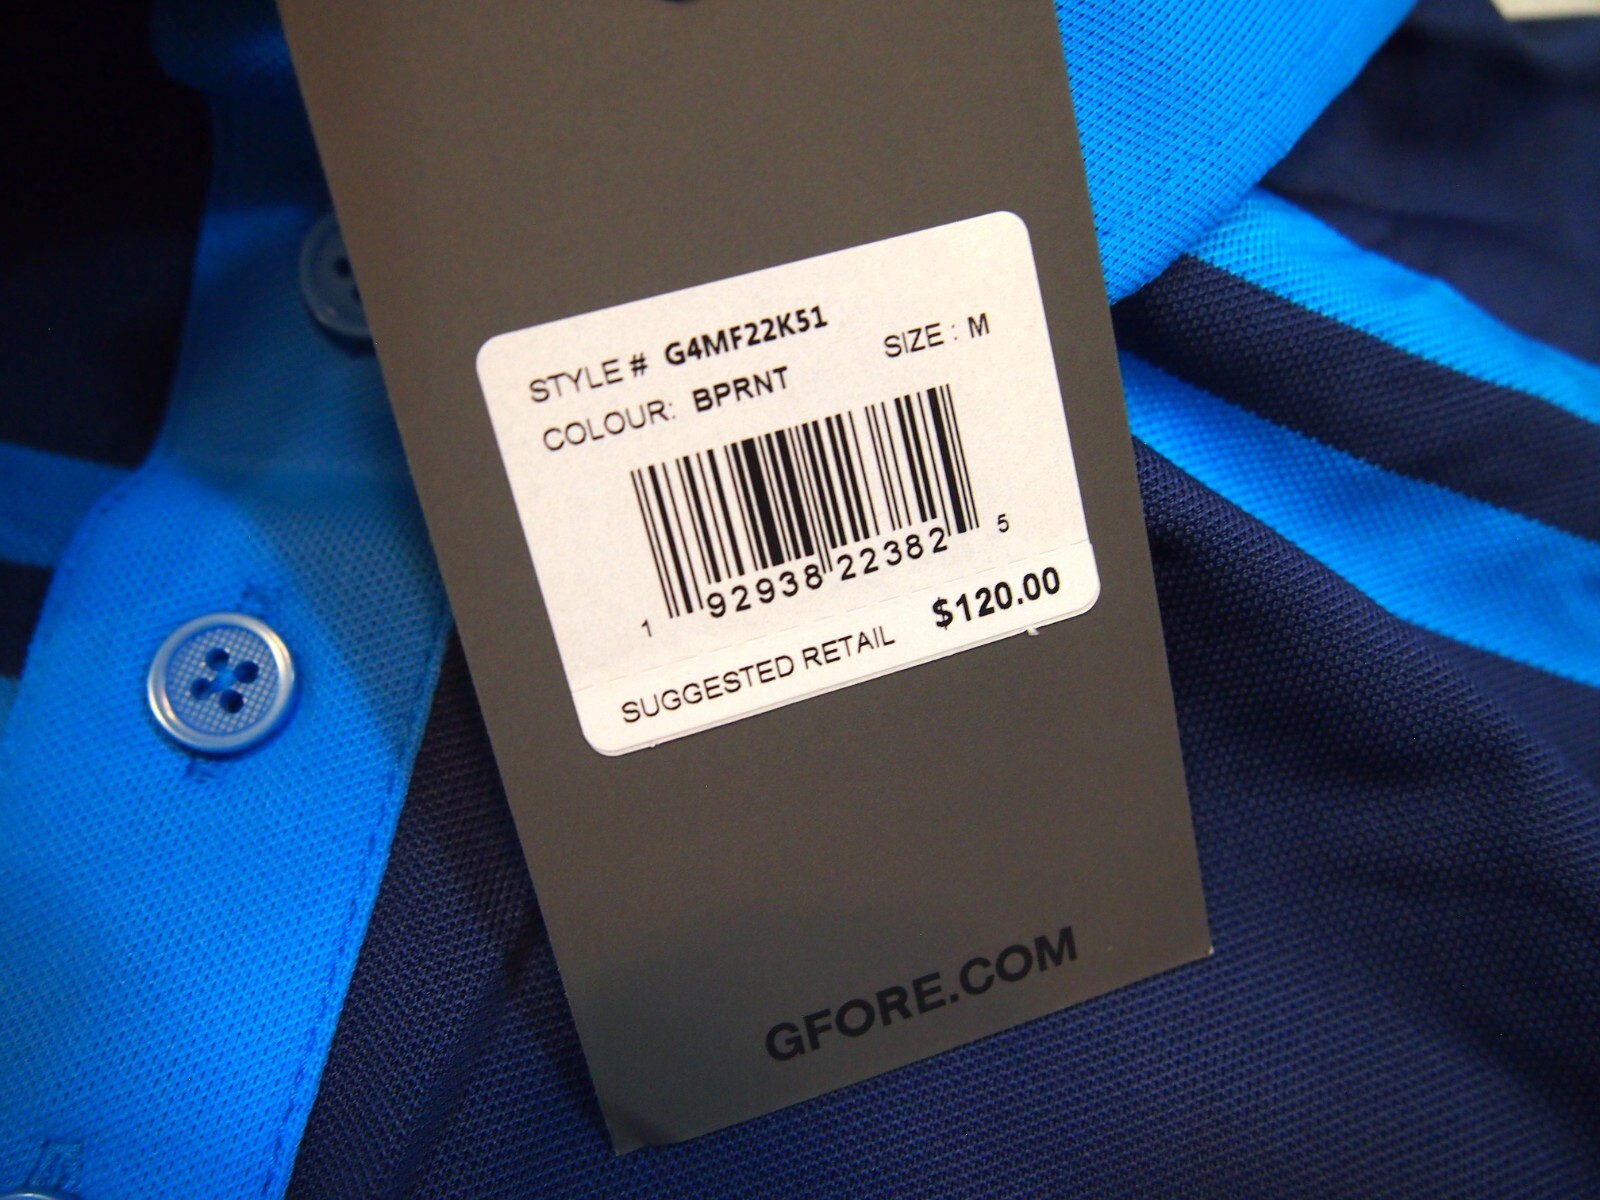 STYLE # G4MF22K51
COLOUR: BPRNT SIZE : M
1 92938 22382 5
SUGGESTED RETAIL $120.00
GFORE.COM